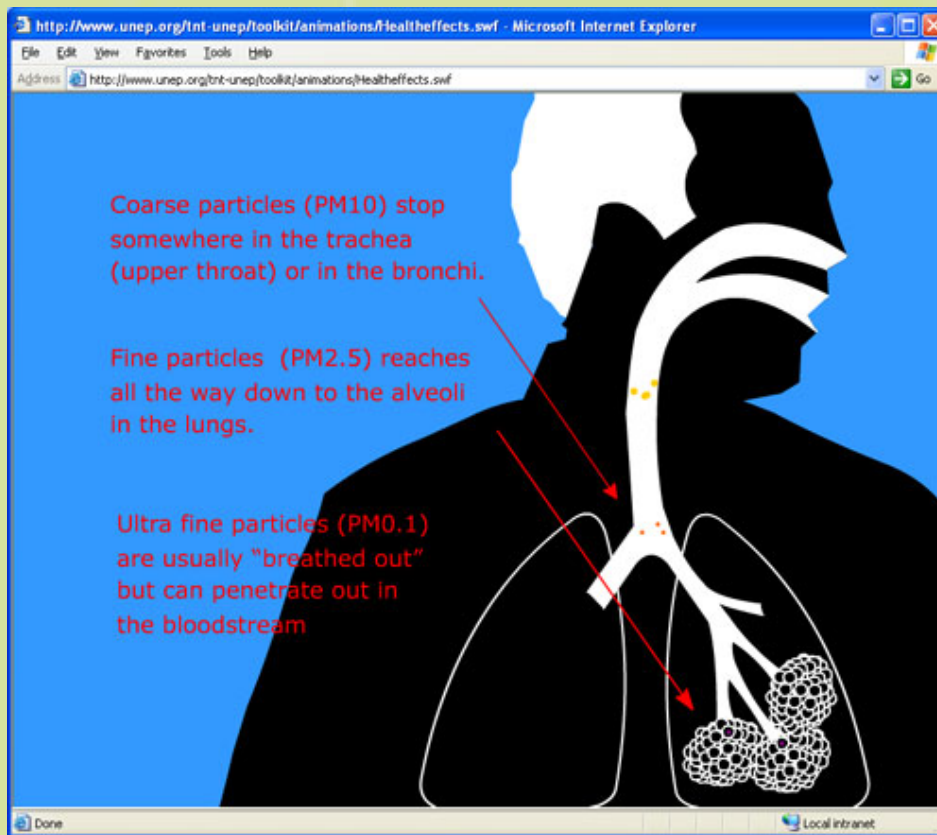 http://www.unep.org/tnt-unep/toolkit/animations/Healtheffects.swf - Microsoft Internet Explorer
File Edit View Favorites Tools Help
Address http://www.unep.org/tnt-unep/toolkit/animations/Healtheffects.swf Go
Coarse particles (PM10) stop
somewhere in the trachea
(upper throat) or in the bronchi.
Fine particles (PM2.5) reaches
all the way down to the alveoli
in the lungs.
Ultra fine particles (PM0.1)
are usually “breathed out”
but can penetrate out in
the bloodstream
Done Local intranet